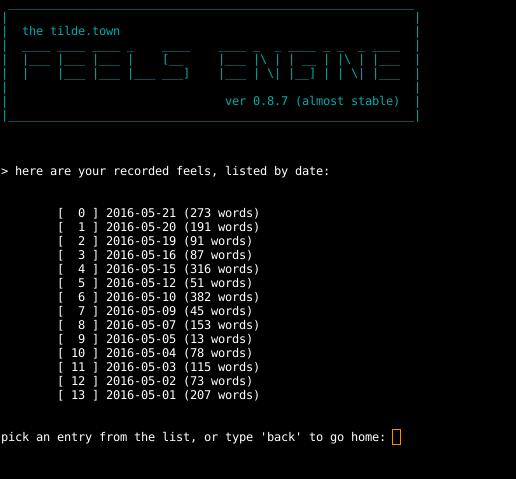 the tilde.town
FEELS ENGINE
ver 0.8.7 (almost stable)
> here are your recorded feels, listed by date:
[  0 ] 2016-05-21 (273 words)
[  1 ] 2016-05-20 (191 words)
[  2 ] 2016-05-19 (91 words)
[  3 ] 2016-05-16 (87 words)
[  4 ] 2016-05-15 (316 words)
[  5 ] 2016-05-12 (51 words)
[  6 ] 2016-05-10 (382 words)
[  7 ] 2016-05-09 (45 words)
[  8 ] 2016-05-07 (153 words)
[  9 ] 2016-05-05 (13 words)
[ 10 ] 2016-05-04 (78 words)
[ 11 ] 2016-05-03 (115 words)
[ 12 ] 2016-05-02 (73 words)
[ 13 ] 2016-05-01 (207 words)
pick an entry from the list, or type 'back' to go home: